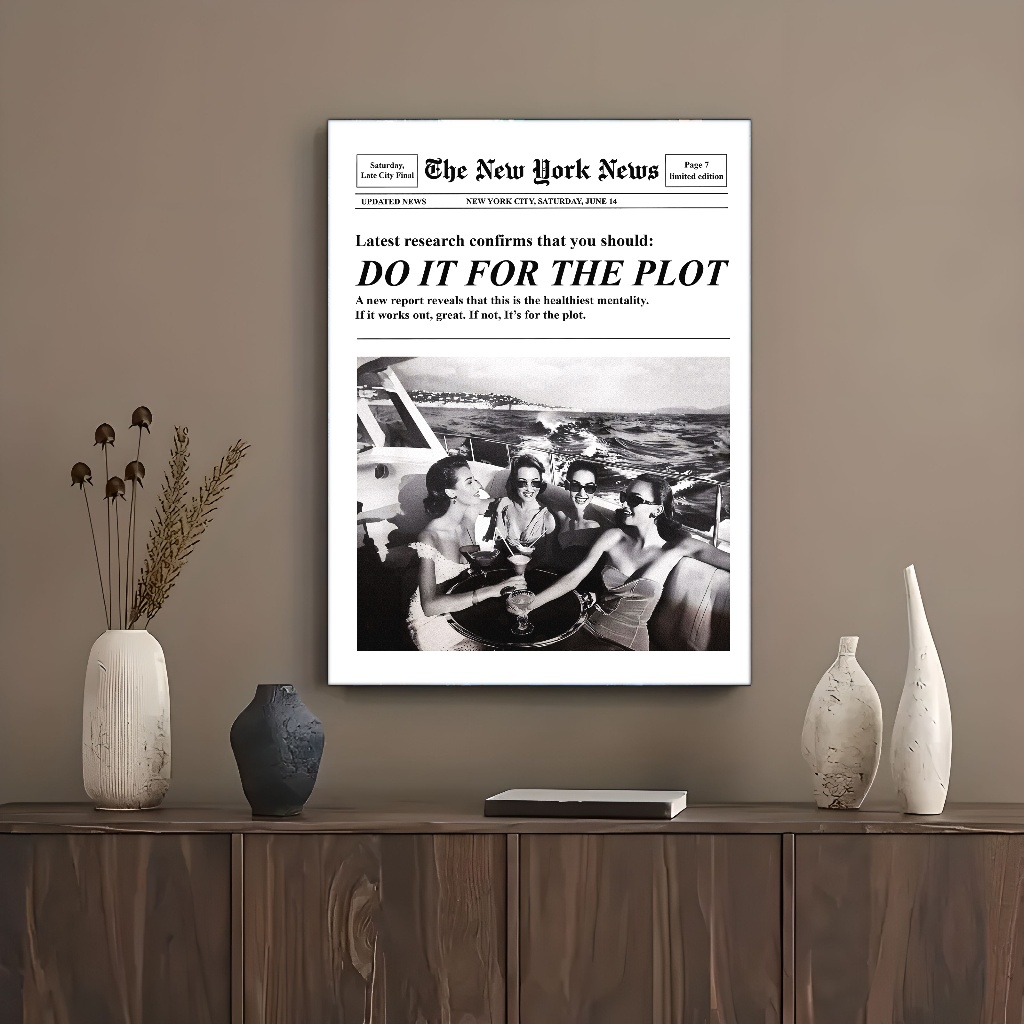 Saturday,
Late City Final
The New York News
Page 7
limited edition
UPDATED NEWS
NEW YORK CITY, SATURDAY, JUNE 14
Latest research confirms that you should:
DO IT FOR THE PLOT
A new report reveals that this is the healthiest mentality.
If it works out, great. If not, It's for the plot.